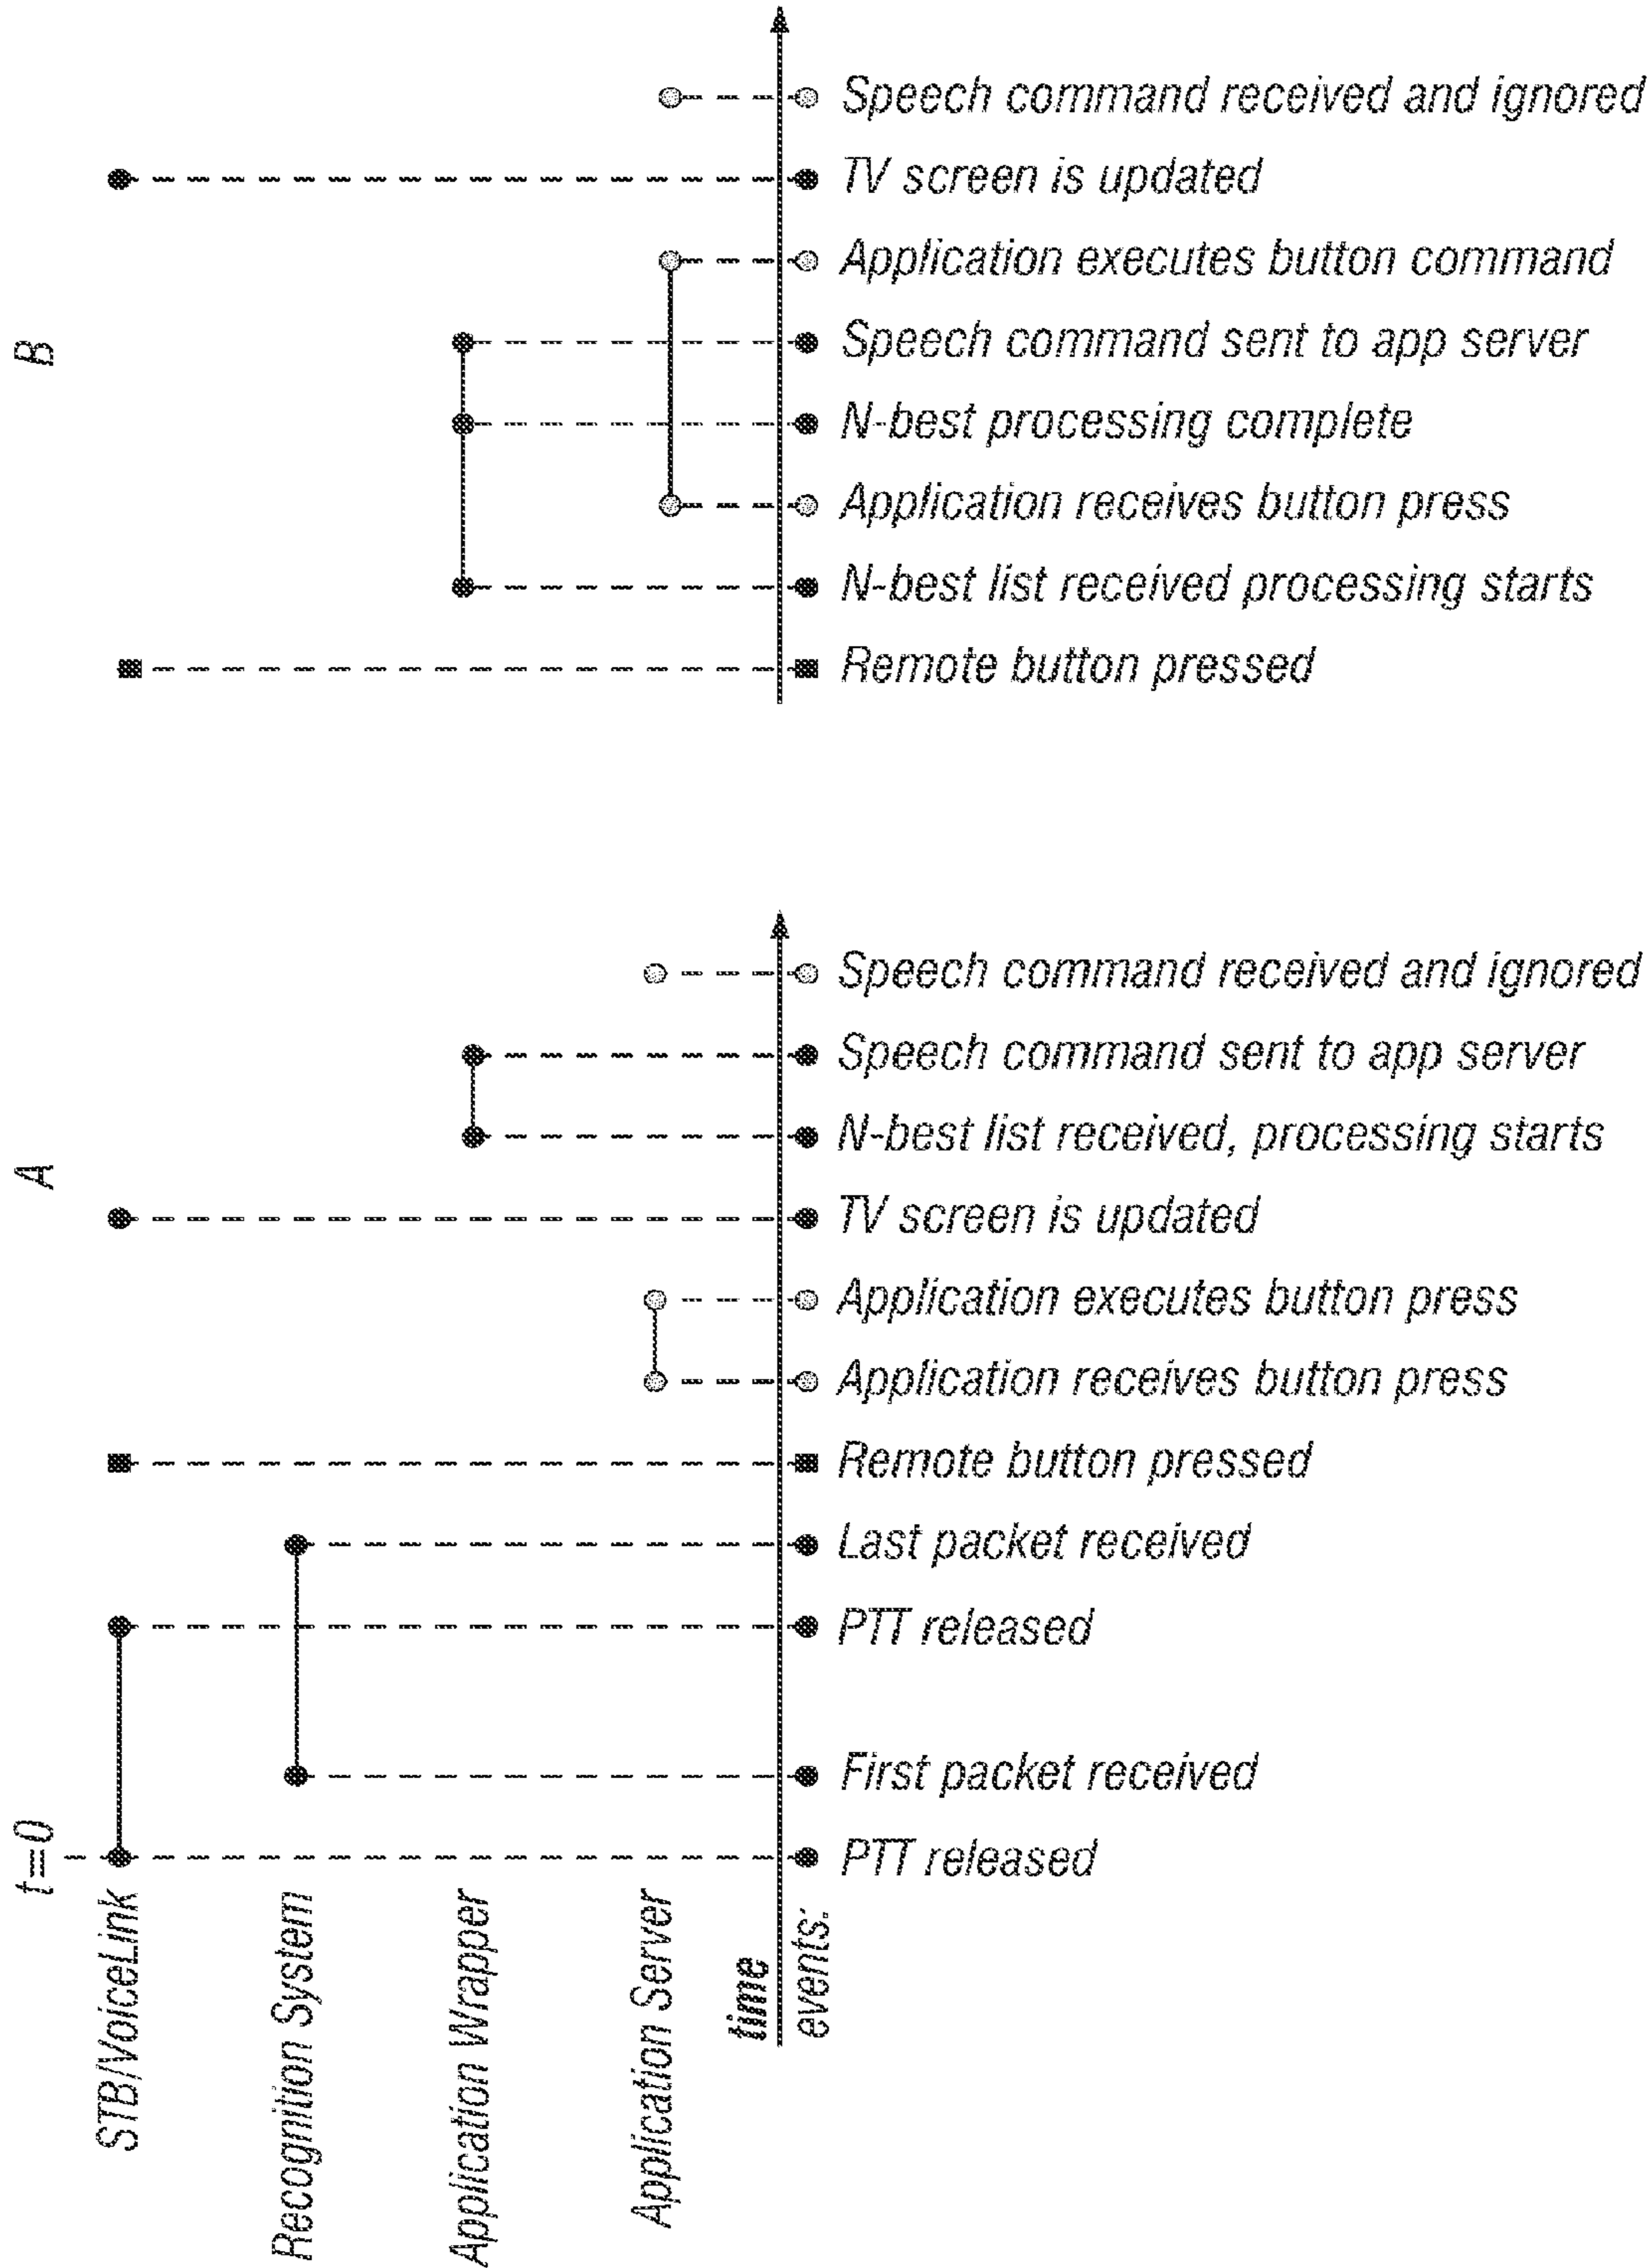 B
Speech command received and ignored
TV screen is updated
Application executes button command
Speech command sent to app server
N-best processing complete
Application receives button press
N-best list received processing starts
Remote button pressed
A
Speech command received and ignored
Speech command sent to app server
N-best list received, processing starts
TV screen is updated
Application executes button press
Application receives button press
Remote button pressed
Last packet received
PTT released
First packet received
t=0
PTT released
STB/VoiceLink
Recognition System
Application Wrapper
Application Server
time
events: